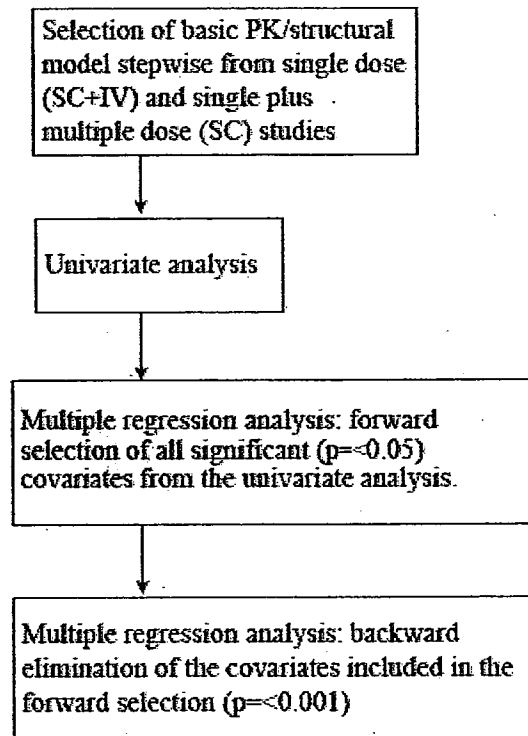 Selection of basic PK/structural
model stepwise from single dose
(SC+IV) and single plus
multiple dose (SC) studies
Univariate analysis
Multiple regression analysis: forward
selection of all significant (p=<0.05)
covariates from the univariate analysis.
Multiple regression analysis: backward
elimination of the covariates included in the
forward selection (p=<0.001)